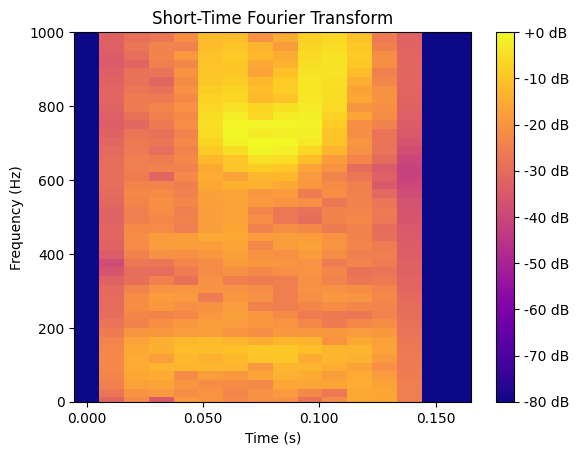 Short-Time Fourier Transform
1000
800
600
400
200
0
Frequency (Hz)
0.000
0.050
0.100
0.150
Time (s)
+0 dB
-10 dB
-20 dB
-30 dB
-40 dB
-50 dB
-60 dB
-70 dB
-80 dB